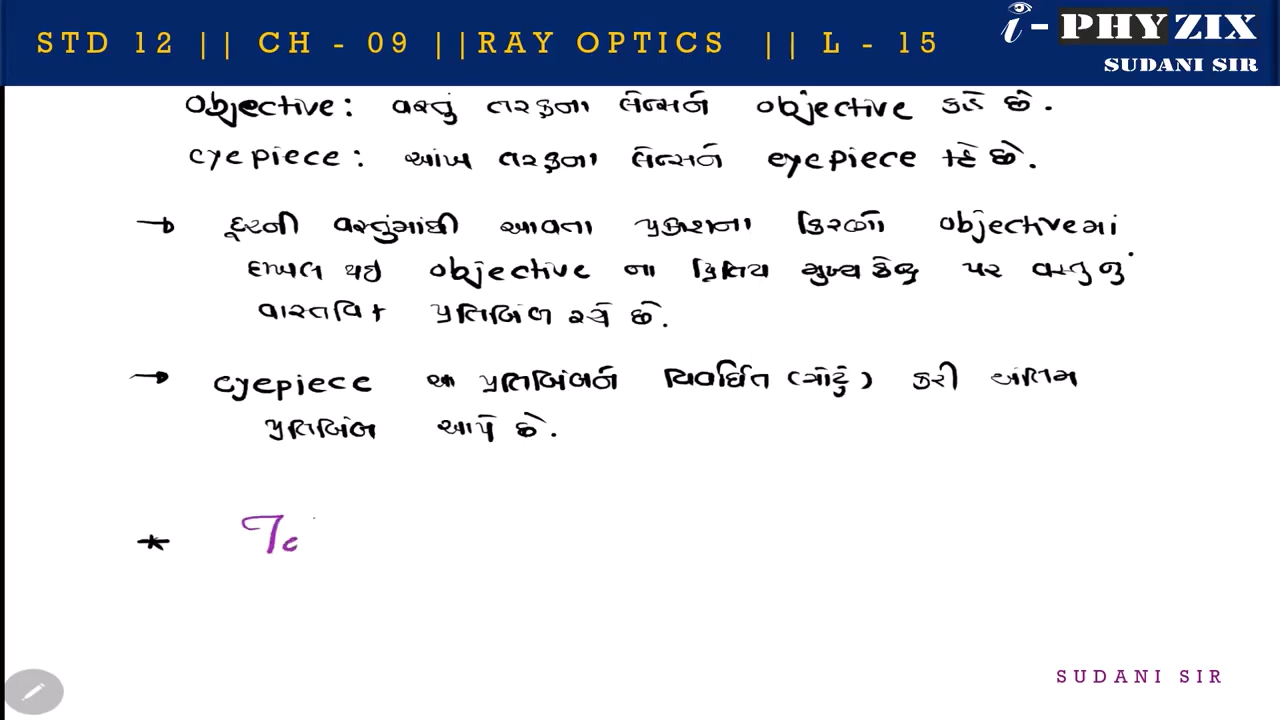 STD 12 || CH - 09 ||RAY OPTICS || L - 15
i-PHYZIX
SUDANI SIR
objective: વસ્તું તરફના લેન્સને objective કહે છે.
eyepiece: આંખ તરફના લેન્સને eyepiece કહે છે.
→ દૂરની વસ્તુંમાંથી આવતા પ્રકાશના કિરણો objectiveમાં
દાખલ થઇ objective ના દ્વિતિય મુખ્યકેન્દ્ર પર વસ્તુનું
વાસ્તવિક પ્રતિબિંબ રચે છે.
→ eyepiece આ પ્રતિબિંબને વિવર્ધિત (મોટું) કરી અંતિમ
પ્રતિબિંબ આપે છે.
* Te
SUDANI SIR